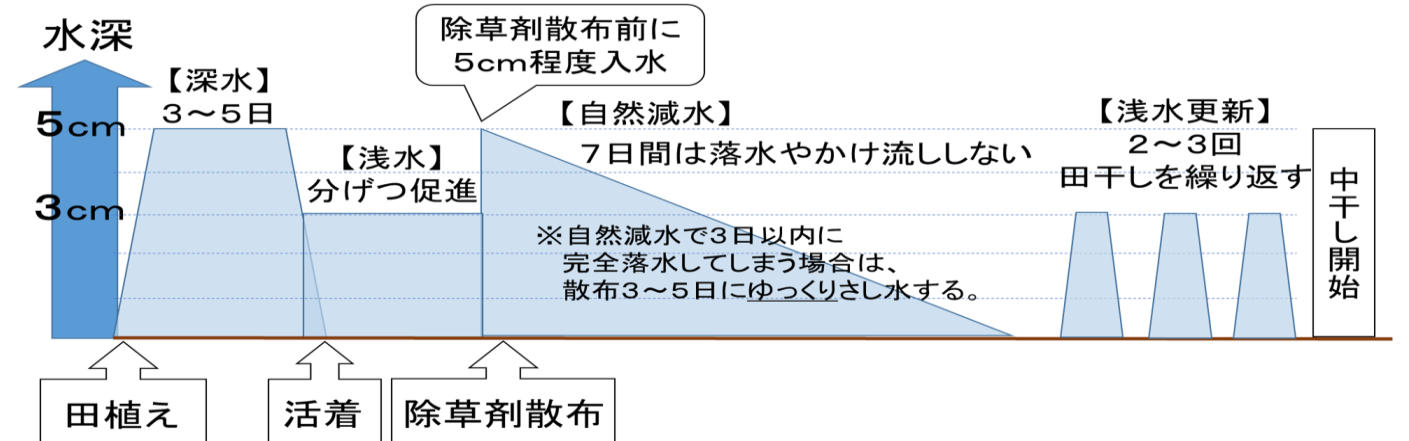 水深
5cm
3cm
【深水】
3～5日
【浅水】
分げつ促進
除草剤散布前に
5cm程度入水
【自然減水】
7日間は落水やかけ流ししない
※自然減水で3日以内に
完全落水してしまう場合は、
散布3～5日にゆっくりさし水する。
【浅水更新】
2～3回
田干しを繰り返す
中干し開始
田植え
活着
除草剤散布